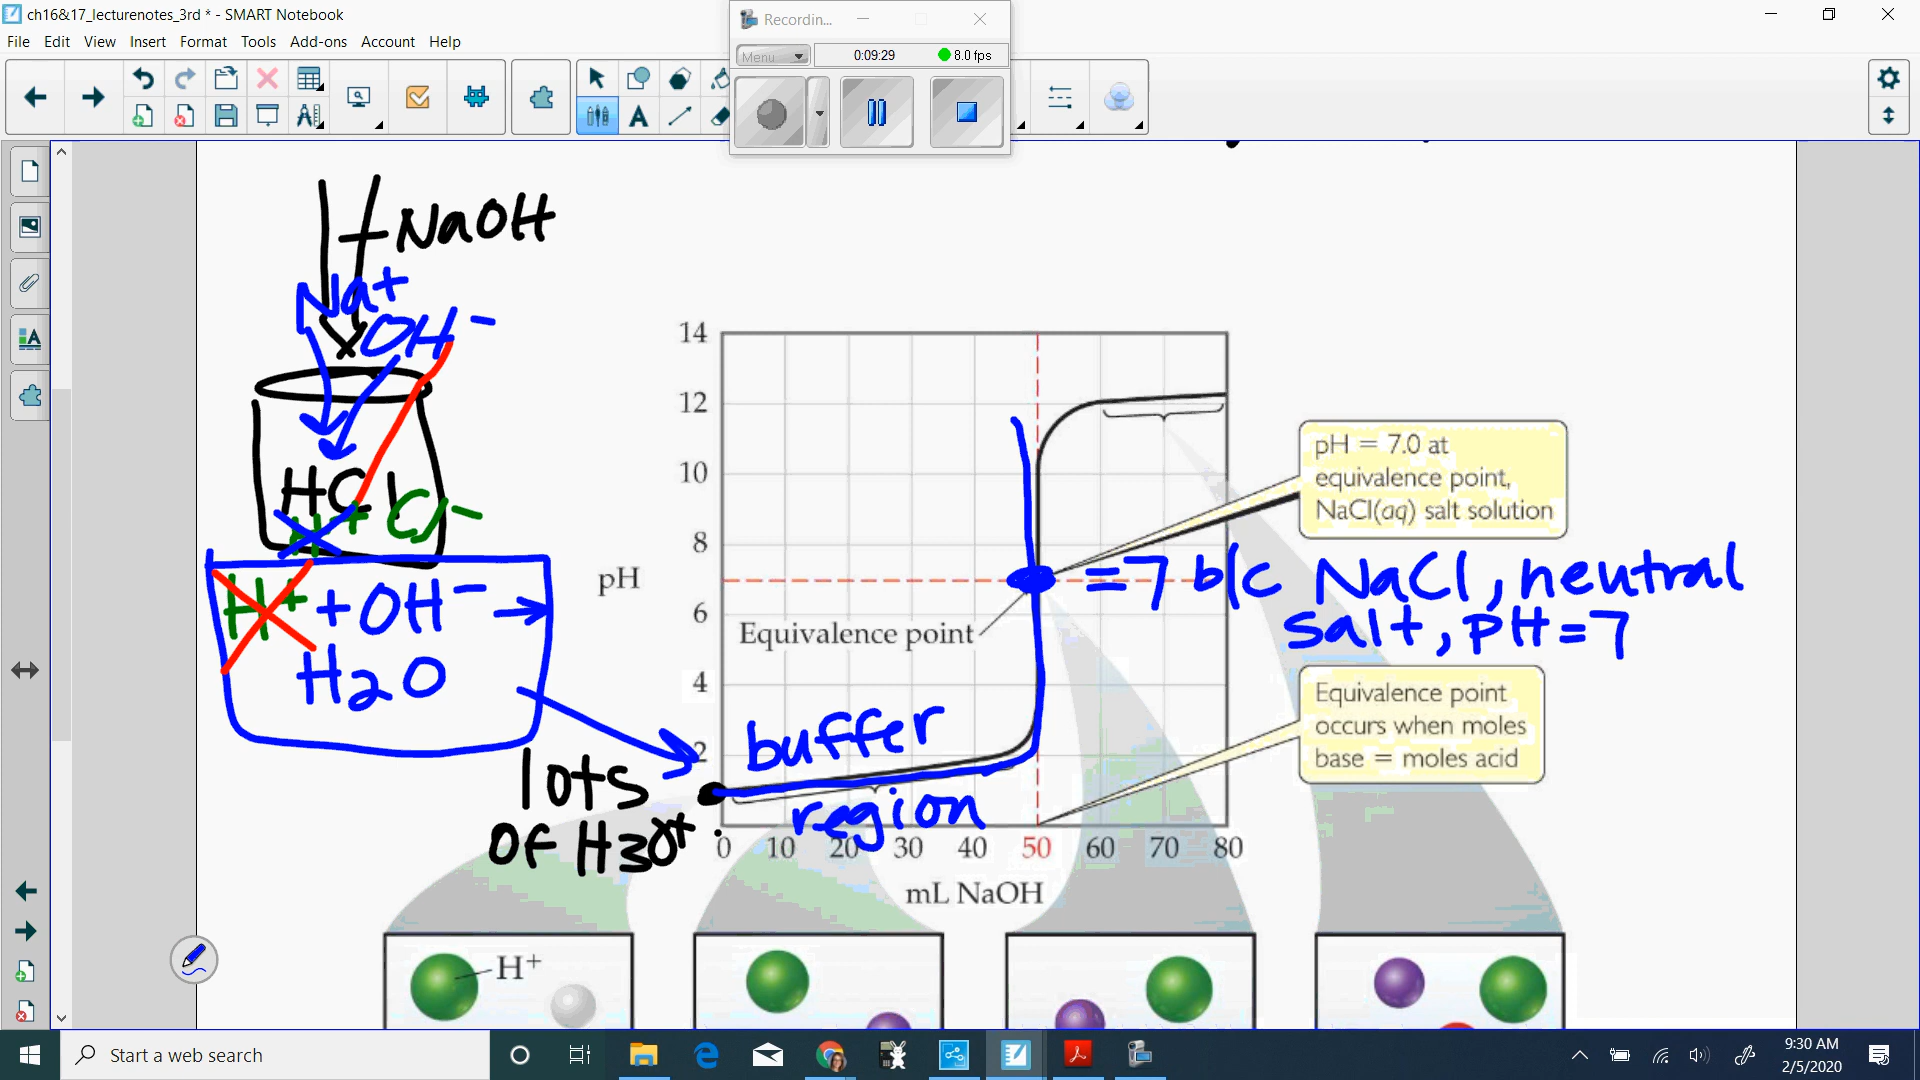 ch16&17_lecturenotes_3rd * - SMART Notebook
File Edit View Insert Format Tools Add-ons Account Help
Recordin...
Menu
0:09:29
8.0 fps
+NaOH
Na+
OH-
HCl
H+ Cl-
H+ + OH- →
H2O
lots
of H3O+
14
12
10
8
6
4
2
pH
0 10 20 30 40 50 60 70 80
mL NaOH
Equivalence point
buffer
region
pH = 7.0 at
equivalence point,
NaCl(aq) salt solution
=7 b/c NaCl, neutral
salt, pH=7
Equivalence point
occurs when moles
base = moles acid
H+
Start a web search
9:30 AM
2/5/2020